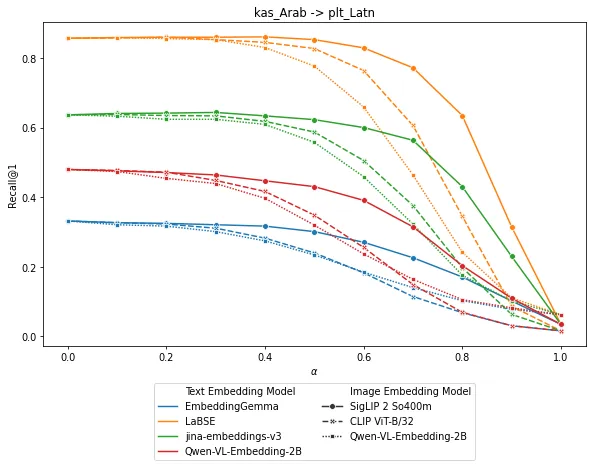 kas_Arab -> plt_Latn
Recall@1
0.8
0.6
0.4
0.2
0.0
0.0 0.2 0.4 0.6 0.8 1.0
α
Text Embedding Model Image Embedding Model
EmbeddingGemma SigLIP 2 So400m
LaBSE CLIP ViT-B/32
jina-embeddings-v3 Qwen-VL-Embedding-2B
Qwen-VL-Embedding-2B